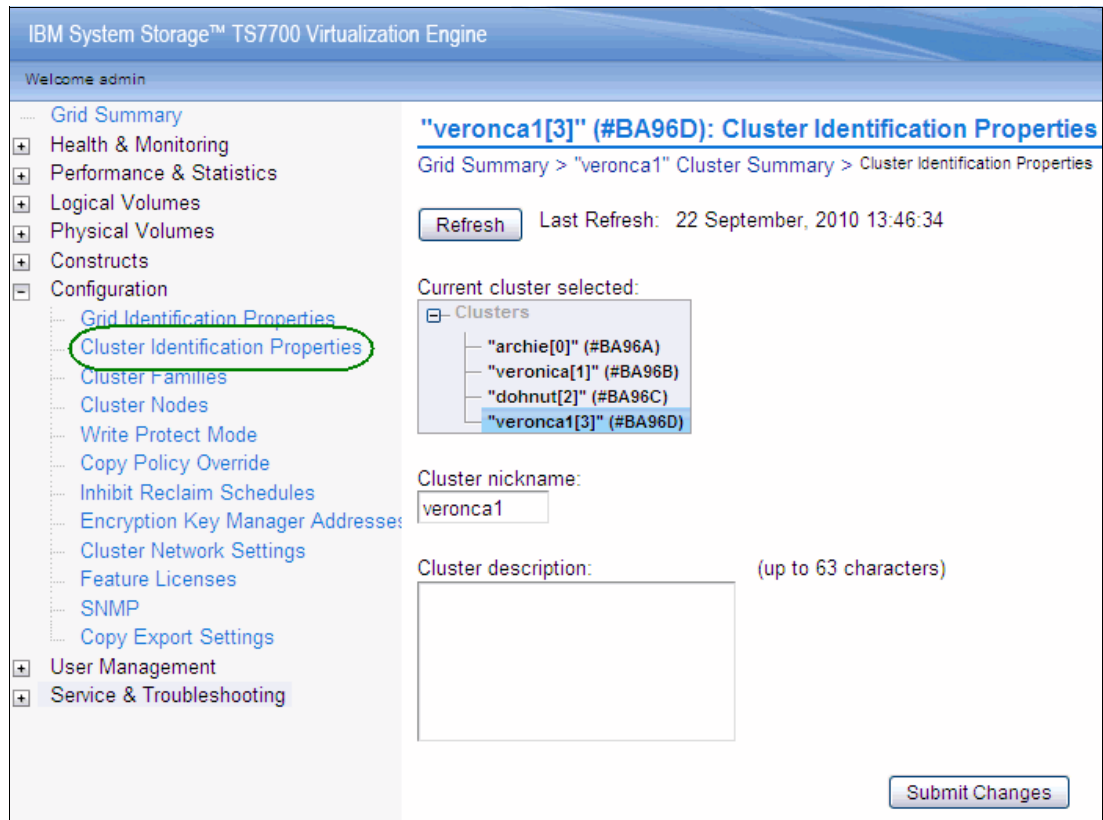 IBM System Storage™ TS7700 Virtualization Engine
Welcome admin
Grid Summary
Health & Monitoring
Performance & Statistics
Logical Volumes
Physical Volumes
Constructs
Configuration
Grid Identification Properties
Cluster Identification Properties
Cluster Families
Cluster Nodes
Write Protect Mode
Copy Policy Override
Inhibit Reclaim Schedules
Encryption Key Manager Addresses
Cluster Network Settings
Feature Licenses
SNMP
Copy Export Settings
User Management
Service & Troubleshooting
"veronca1[3]" (#BA96D): Cluster Identification Properties
Grid Summary > "veronca1" Cluster Summary > Cluster Identification Properties
Refresh Last Refresh: 22 September, 2010 13:46:34
Current cluster selected:
Clusters
"archie[0]" (#BA96A)
"veronica[1]" (#BA96B)
"dohnut[2]" (#BA96C)
"veronca1[3]" (#BA96D)
Cluster nickname:
veronca1
Cluster description: (up to 63 characters)
Submit Changes